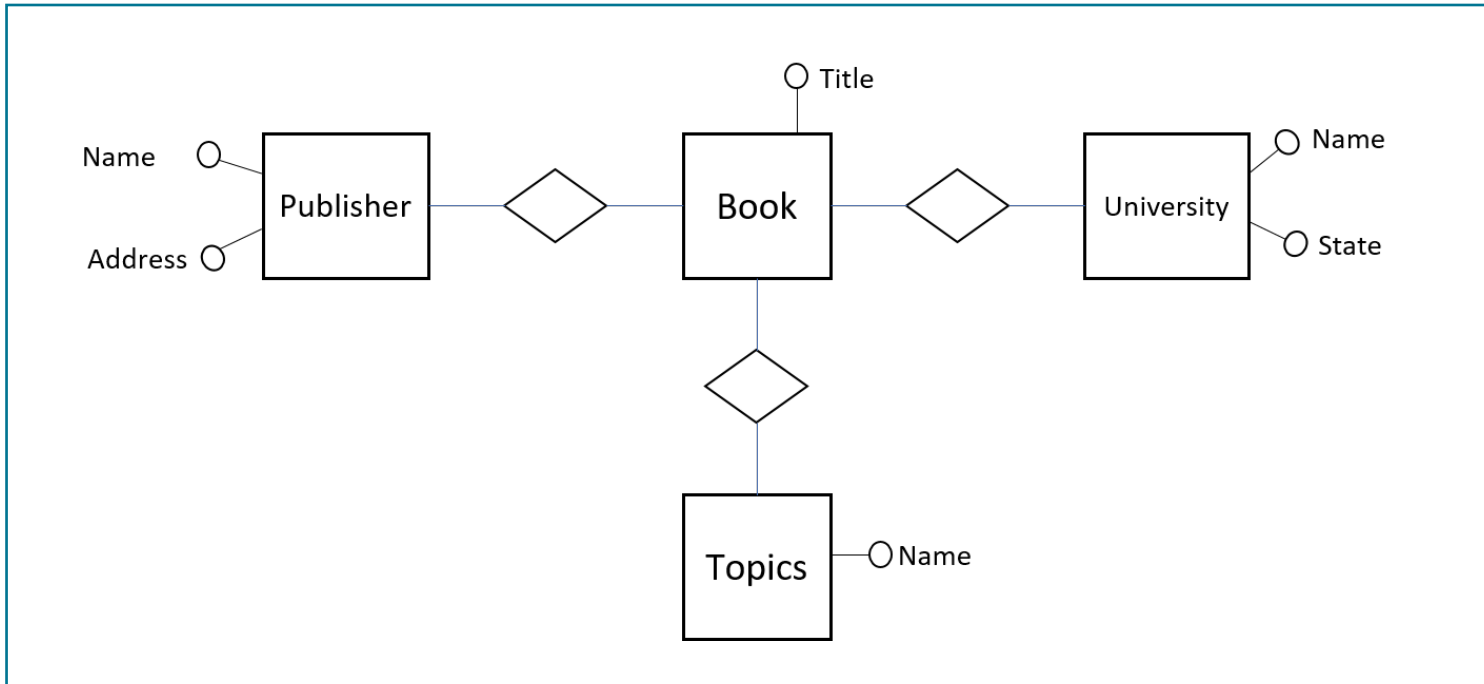 Title
Name
Publisher
Address
Book
University
Name
State
Topics
Name